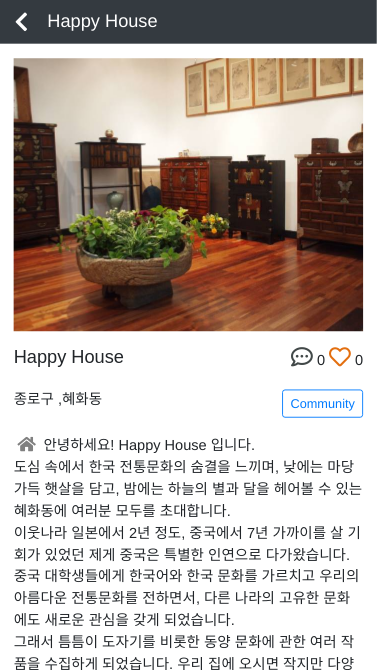 Happy House
Happy House
0
0
종로구 ,혜화동
Community
안녕하세요! Happy House 입니다.
도심 속에서 한국 전통문화의 숨결을 느끼며, 낮에는 마당
가득 햇살을 담고, 밤에는 하늘의 별과 달을 헤어볼 수 있는
혜화동에 여러분 모두를 초대합니다.
이웃나라 일본에서 2년 정도, 중국에서 7년 가까이를 살 기
회가 있었던 제게 중국은 특별한 인연으로 다가왔습니다.
중국 대학생들에게 한국어와 한국 문화를 가르치고 우리의
아름다운 전통문화를 전하면서, 다른 나라의 고유한 문화
에도 새로운 관심을 갖게 되었습니다.
그래서 틈틈이 도자기를 비롯한 동양 문화에 관한 여러 작
품을 수집하게 되었습니다. 우리 집에 오시면 작지만 다양